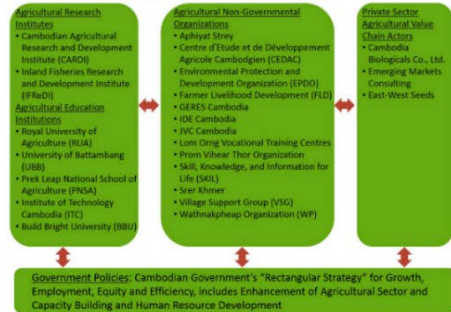 Agricultural Research
Institutes
• Cambodian Agricultural
Research and Development
Institute (CARDI)
• Inland Fisheries Research
and Development Institute
(IFReDI)
Agricultural Education
Institutions
• Royal University of
Agriculture (RUA)
• University of Battambang
(UBB)
• Prek Leap National School of
Agriculture (PNSA)
• Institute of Technology
Cambodia (ITC)
• Build Bright University (BBU)
Agricultural Non-Governmental
Organizations
• Aphiyat Strey
• Centre d'Etude et de Développement
Agricole Cambodgien (CEDAC)
• Environmental Protection and
Development Organization (EPDO)
• Farmer Livelihood Development (FLD)
• GERES Cambodia
• IDE Cambodia
• JVC Cambodia
• Lom Orng Vocational Training Centres
• Prom Vihear Thor Organization
• Skill, Knowledge, and Information for
Life (SKIL)
• Srer Khmer
• Village Support Group (VSG)
• Wathnakpheap Organization (WP)
Private Sector
Agricultural Value
Chain Actors
• Cambodia
Biologicals Co., Ltd.
• Emerging Markets
Consulting
• East-West Seeds
Government Policies: Cambodian Government's "Rectangular Strategy" for Growth,
Employment, Equity and Efficiency, includes Enhancement of Agricultural Sector and
Capacity Building and Human Resource Development